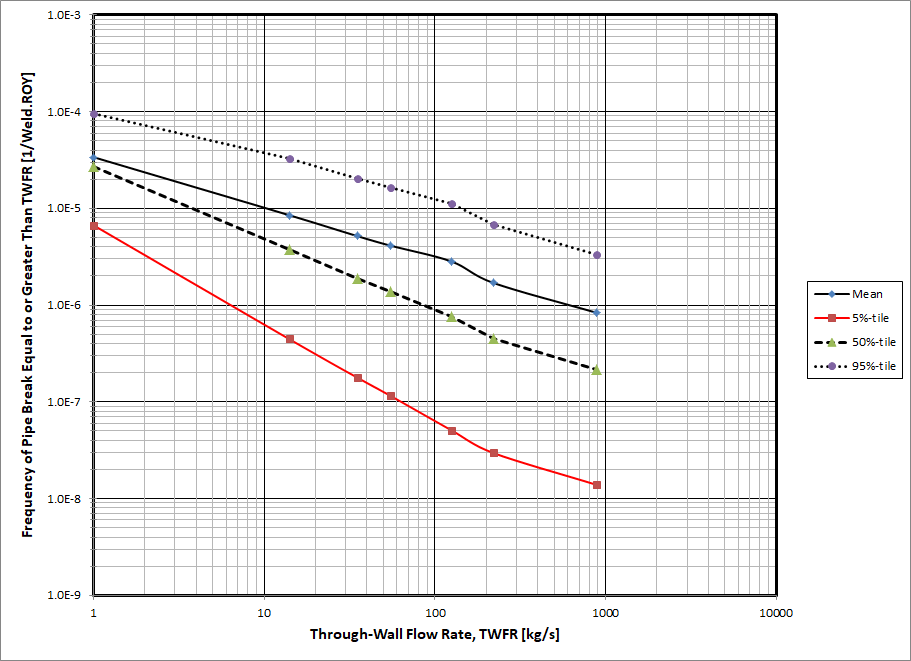 Frequency of Pipe Break Equal to or Greater Than TWFR [1/Weld.ROY]
1.0E-3
1.0E-4
1.0E-5
1.0E-6
1.0E-7
1.0E-8
1.0E-9
1
10
100
1000
10000
Through-Wall Flow Rate, TWFR [kg/s]
Mean
5%-tile
50%-tile
95%-tile